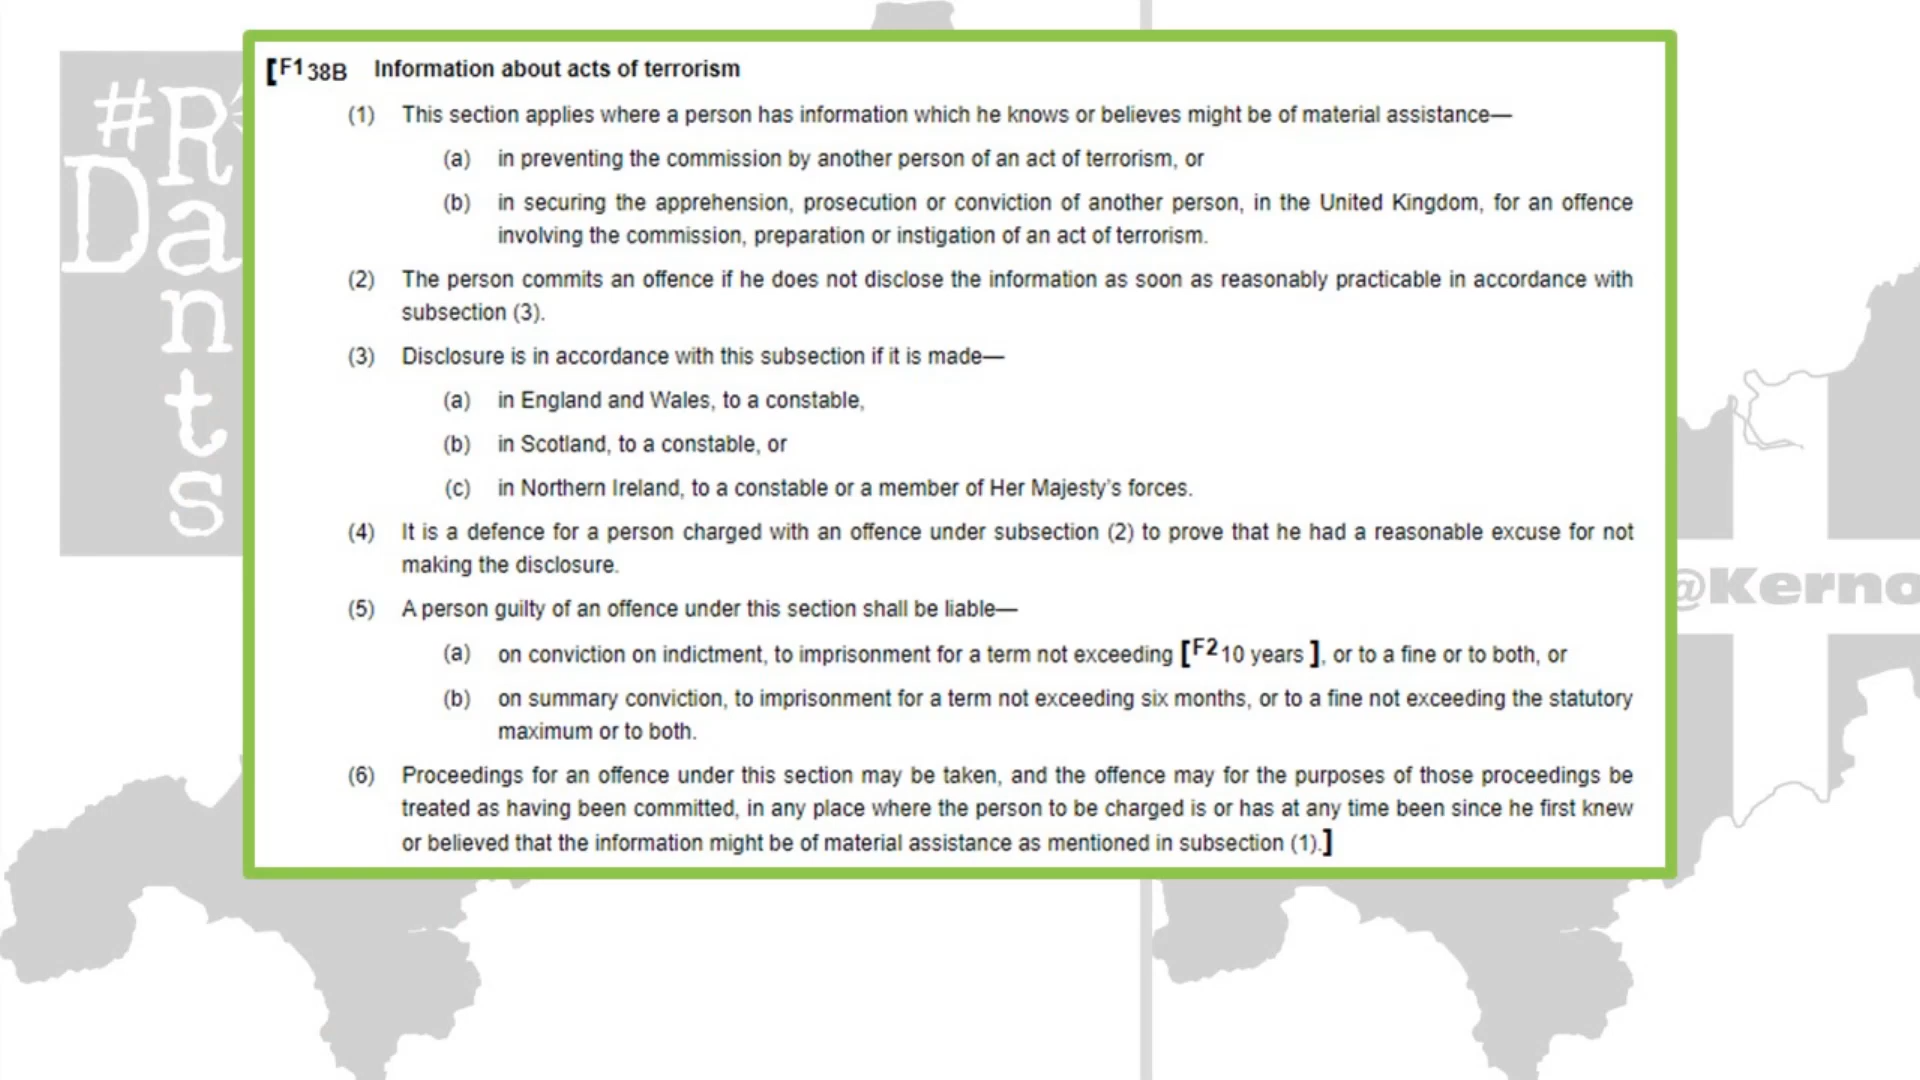 #R
Da
n
t
s
[F1 38B Information about acts of terrorism
(1) This section applies where a person has information which he knows or believes might be of material assistance—
(a) in preventing the commission by another person of an act of terrorism, or
(b) in securing the apprehension, prosecution or conviction of another person, in the United Kingdom, for an offence
involving the commission, preparation or instigation of an act of terrorism.
(2) The person commits an offence if he does not disclose the information as soon as reasonably practicable in accordance with
subsection (3).
(3) Disclosure is in accordance with this subsection if it is made—
(a) in England and Wales, to a constable,
(b) in Scotland, to a constable, or
(c) in Northern Ireland, to a constable or a member of Her Majesty's forces.
(4) It is a defence for a person charged with an offence under subsection (2) to prove that he had a reasonable excuse for not
making the disclosure.
(5) A person guilty of an offence under this section shall be liable—
(a) on conviction on indictment, to imprisonment for a term not exceeding [F2 10 years ], or to a fine or to both, or
(b) on summary conviction, to imprisonment for a term not exceeding six months, or to a fine not exceeding the statutory
maximum or to both.
(6) Proceedings for an offence under this section may be taken, and the offence may for the purposes of those proceedings be
treated as having been committed, in any place where the person to be charged is or has at any time been since he first knew
or believed that the information might be of material assistance as mentioned in subsection (1).]
@Kerno